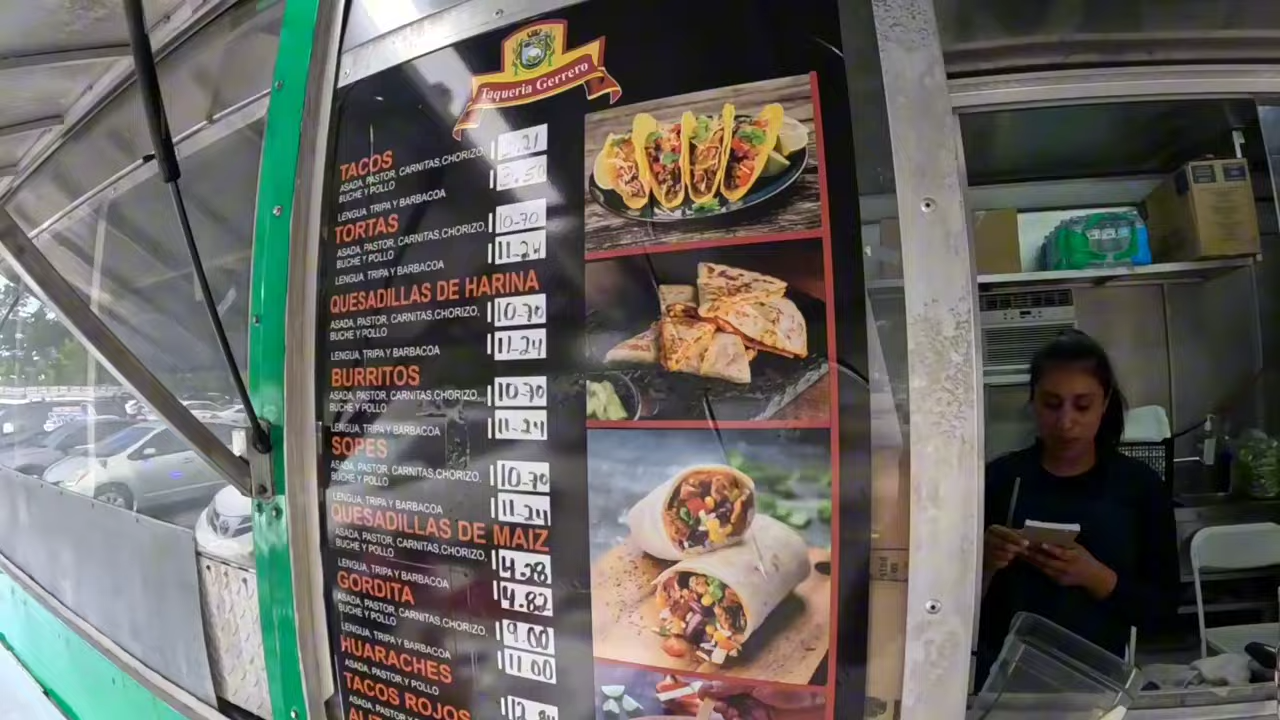 Taqueria Gerrero
TACOS
ASADA, PASTOR, CARNITAS,CHORIZO,
BUCHE Y POLLO
LENGUA, TRIPA Y BARBACOA
3.50
TORTAS
10-70
ASADA, PASTOR, CARNITAS,CHORIZO,
BUCHE Y POLLO
11-24
LENGUA, TRIPA Y BARBACOA
QUESADILLAS DE HARINA
ASADA, PASTOR, CARNITAS,CHORIZO,
BUCHE Y POLLO
10-70
LENGUA, TRIPA Y BARBACOA
11-24
BURRITOS
ASADA, PASTOR, CARNITAS,CHORIZO,
BUCHE Y POLLO
10-70
LENGUA, TRIPA Y BARBACOA
11-24
SOPES
ASADA, PASTOR, CARNITAS,CHORIZO,
BUCHE Y POLLO
10-70
LENGUA, TRIPA Y BARBACOA
11-24
QUESADILLAS DE MAIZ
ASADA, PASTOR, CARNITAS,CHORIZO,
BUCHE Y POLLO
4.28
LENGUA, TRIPA Y BARBACOA
4.82
GORDITA
ASADA, PASTOR, CARNITAS,CHORIZO,
BUCHE Y POLLO
9.00
LENGUA, TRIPA Y BARBACOA
11.00
HUARACHES
ASADA, PASTOR,Y POLLO
TACOS ROJOS